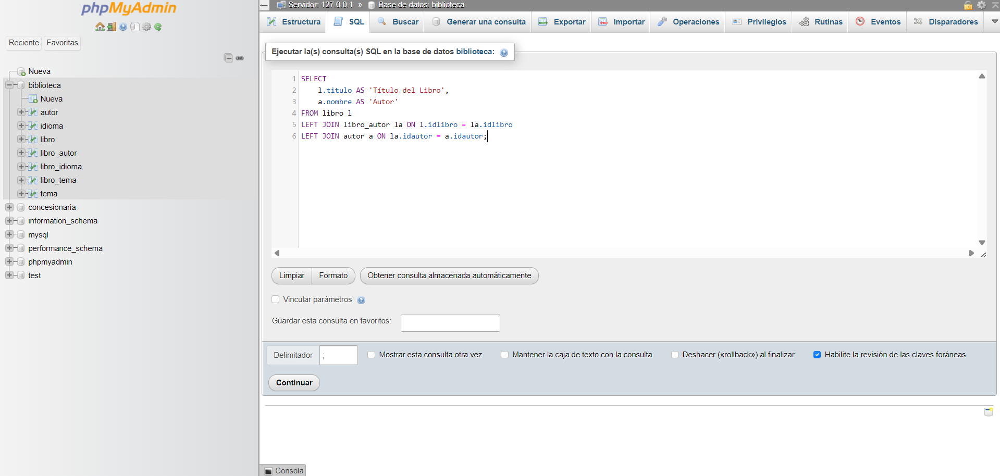 phpMyAdmin
Reciente Favoritas
Nueva
biblioteca
Nueva
autor
idioma
libro
libro_autor
libro_idioma
libro_tema
tema
concesionaria
information_schema
mysql
performance_schema
phpmyadmin
test
Servidor: 127.0.0.1 » Base de datos: biblioteca
Estructura SQL Buscar Generar una consulta Exportar Importar Operaciones Privilegios Rutinas Eventos Disparadores
Ejecutar la(s) consulta(s) SQL en la base de datos biblioteca:
1 SELECT
2     l.titulo AS 'Título del Libro',
3     a.nombre AS 'Autor'
4 FROM libro l
5 LEFT JOIN libro_autor la ON l.idlibro = la.idlibro
6 LEFT JOIN autor a ON la.idautor = a.idautor;
Limpiar Formato Obtener consulta almacenada automáticamente
Vincular parámetros
Guardar esta consulta en favoritos:
Delimitador ; Mostrar esta consulta otra vez Mantener la caja de texto con la consulta Deshacer («rollback») al finalizar Habilite la revisión de las claves foráneas
Continuar
Consola